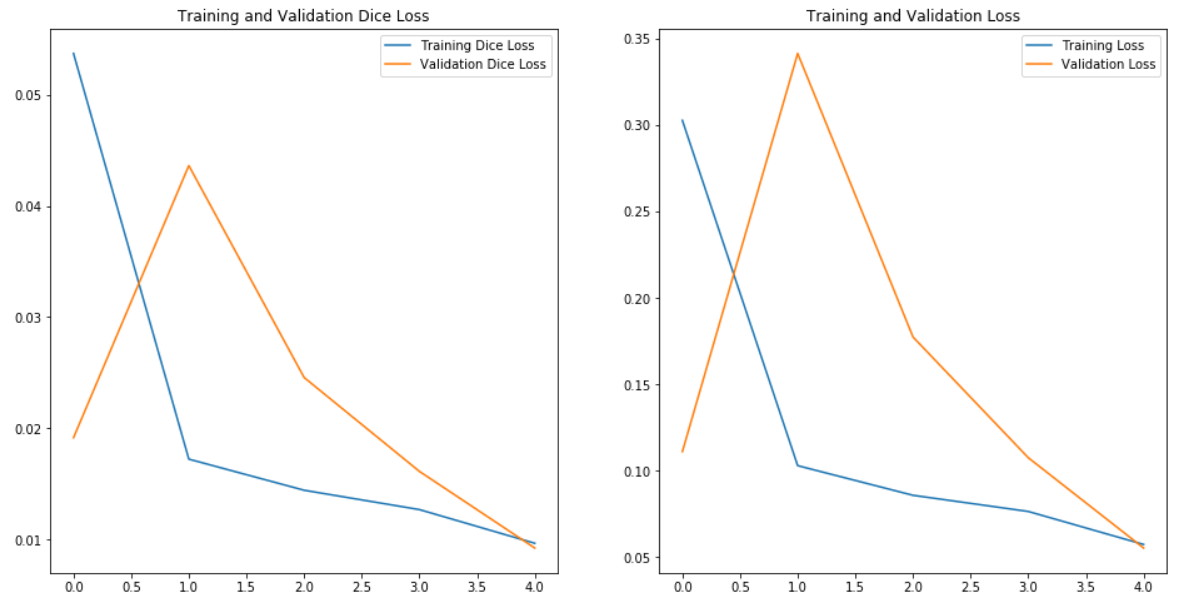 Training and Validation Dice Loss
Training Dice Loss
Validation Dice Loss
0.05
0.04
0.03
0.02
0.01
0.0 0.5 1.0 1.5 2.0 2.5 3.0 3.5 4.0
Training and Validation Loss
Training Loss
Validation Loss
0.35
0.30
0.25
0.20
0.15
0.10
0.05
0.0 0.5 1.0 1.5 2.0 2.5 3.0 3.5 4.0